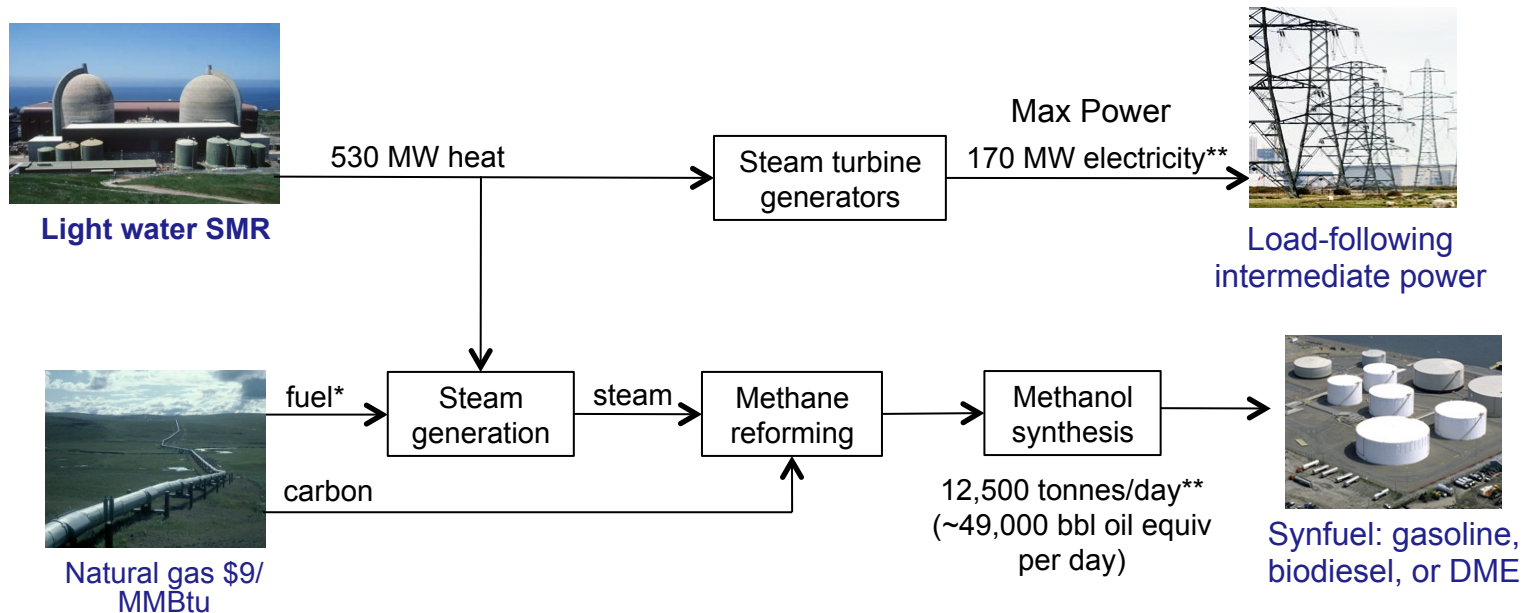 Max Power
530 MW heat
Steam turbine
generators
170 MW electricity**
Light water SMR
Load-following
intermediate power
fuel*
Steam
generation
steam
Methane
reforming
Methanol
synthesis
carbon
12,500 tonnes/day**
(~49,000 bbl oil equiv
per day)
Natural gas $9/
MMBtu
Synfuel: gasoline,
biodiesel, or DME